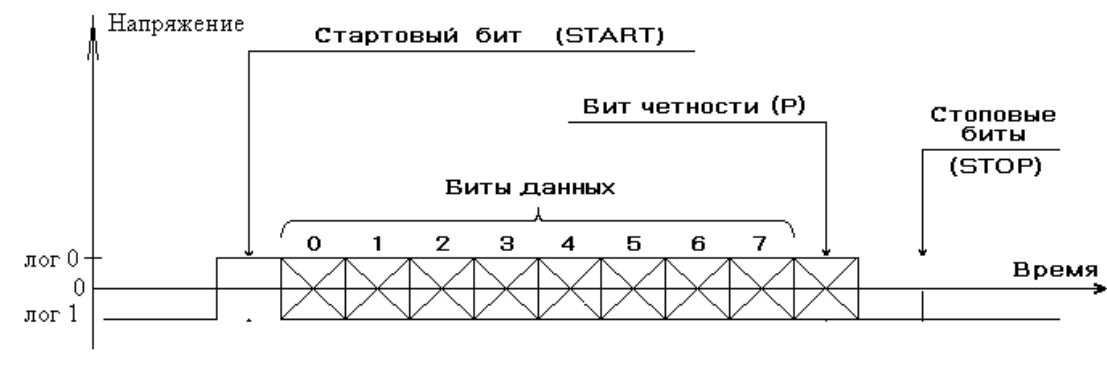 Напряжение
Стартовый бит (START)
Бит четности (P)
Стоповые
биты
(STOP)
Биты данных
0 1 2 3 4 5 6 7
лог 0
Время
0
лог 1